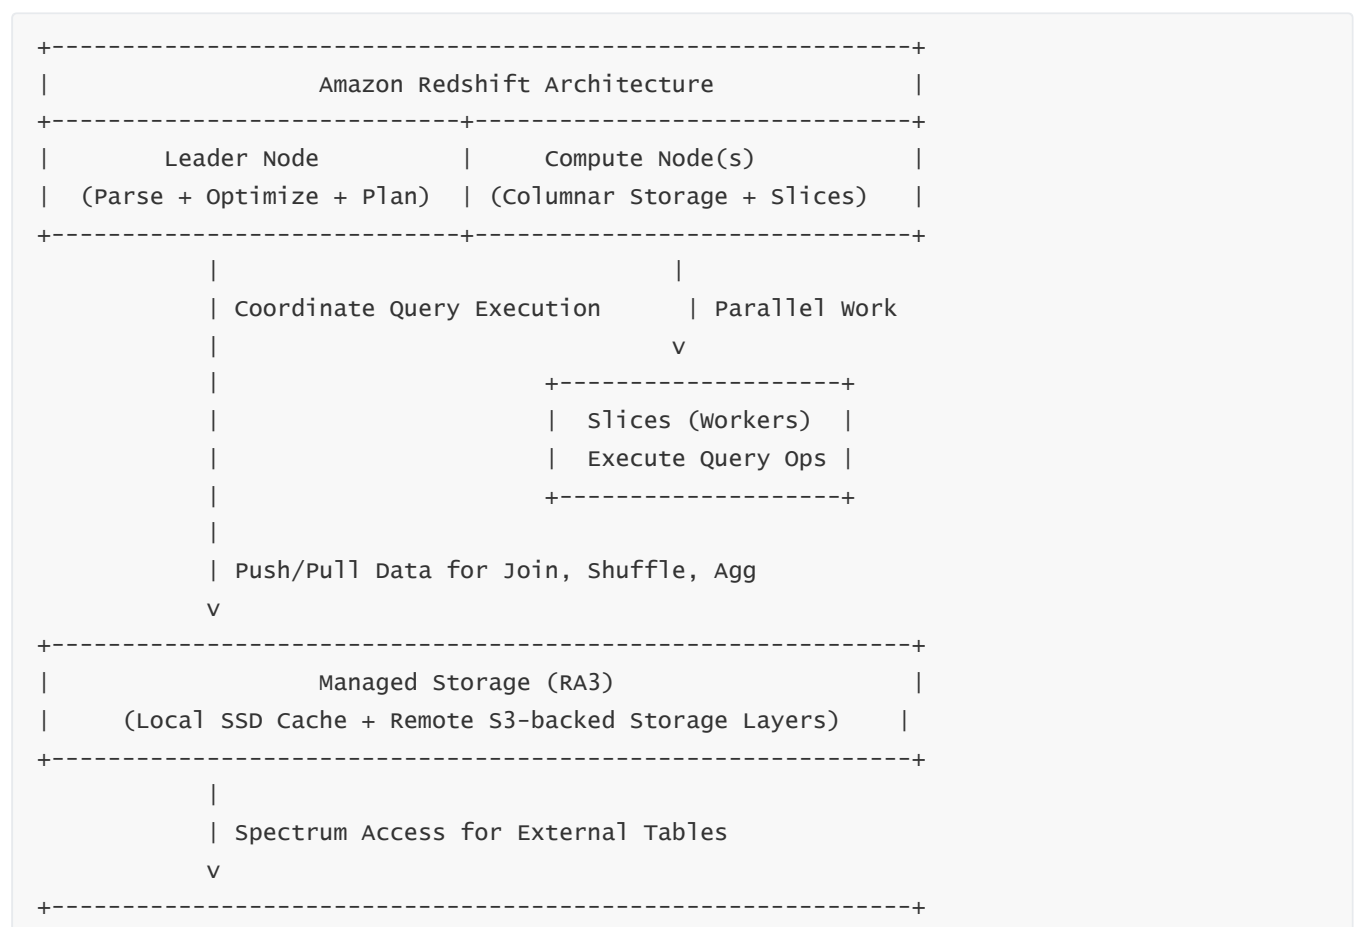 +-------------------------------------------------------------+
|                   Amazon Redshift Architecture              |
+-----------------------------+-------------------------------+
|        Leader Node          |     Compute Node(s)           |
|  (Parse + Optimize + Plan)  | (Columnar Storage + Slices)   |
+-----------------------------+-------------------------------+
            |                                |
            | Coordinate Query Execution      | Parallel Work
            |                                v
            |                       +--------------------+
            |                       |  Slices (Workers)  |
            |                       |  Execute Query Ops |
            |                       +--------------------+
            |
            | Push/Pull Data for Join, Shuffle, Agg
            v
+-------------------------------------------------------------+
|                   Managed Storage (RA3)                     |
|     (Local SSD Cache + Remote S3-backed Storage Layers)    |
+-------------------------------------------------------------+
            |
            | Spectrum Access for External Tables
            v
+-------------------------------------------------------------+